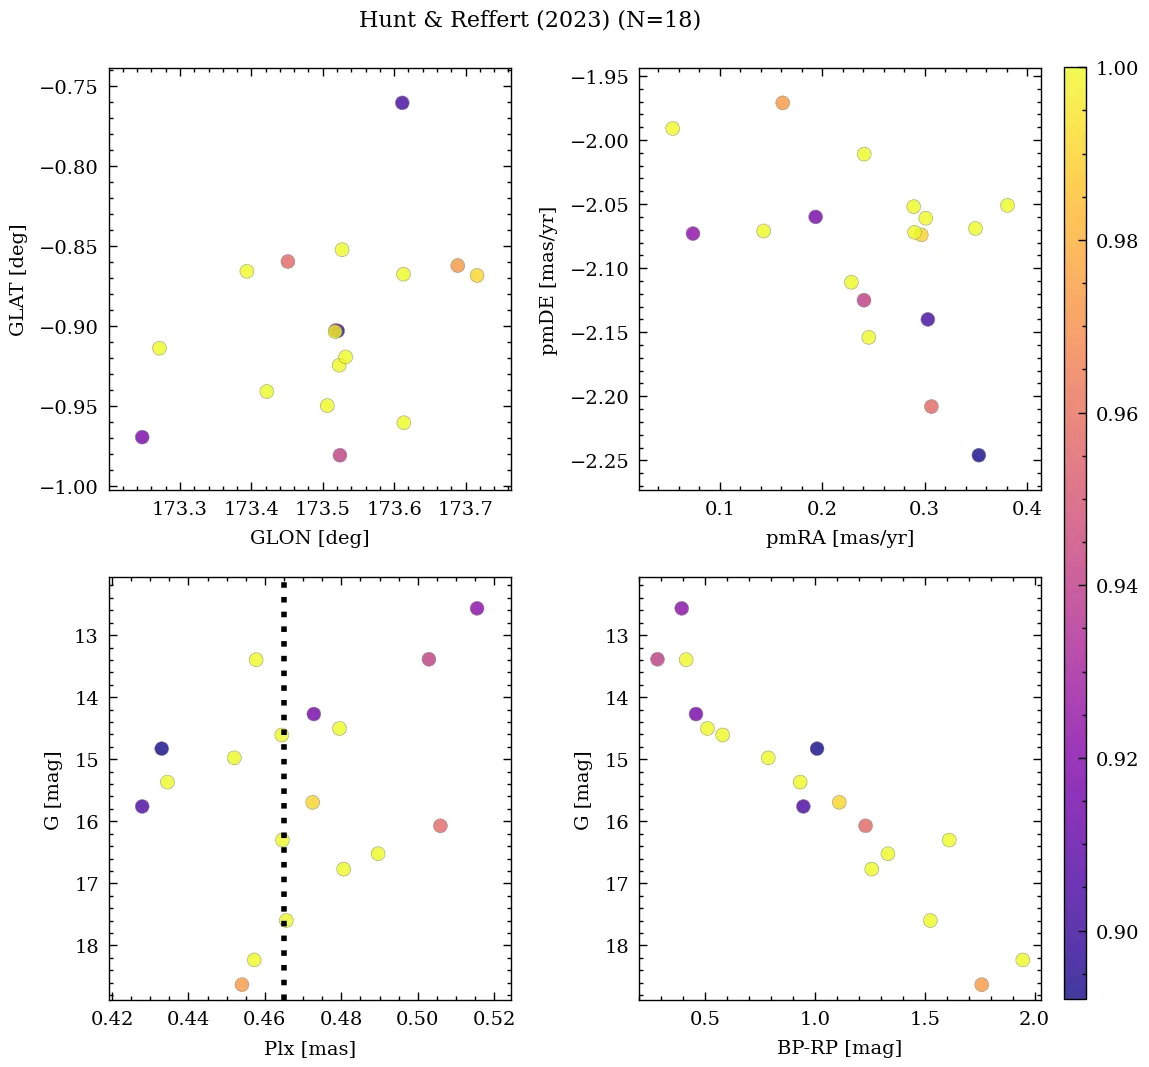 Hunt & Reffert (2023) (N=18)
−0.75
−0.80
−0.85
−0.90
−0.95
−1.00
GLAT [deg]
173.3 173.4 173.5 173.6 173.7
GLON [deg]
−1.95
−2.00
−2.05
−2.10
−2.15
−2.20
−2.25
pmDE [mas/yr]
0.1 0.2 0.3 0.4
pmRA [mas/yr]
13
14
15
16
17
18
G [mag]
0.42 0.44 0.46 0.48 0.50 0.52
Plx [mas]
13
14
15
16
17
18
G [mag]
0.5 1.0 1.5 2.0
BP-RP [mag]
1.00
0.98
0.96
0.94
0.92
0.90